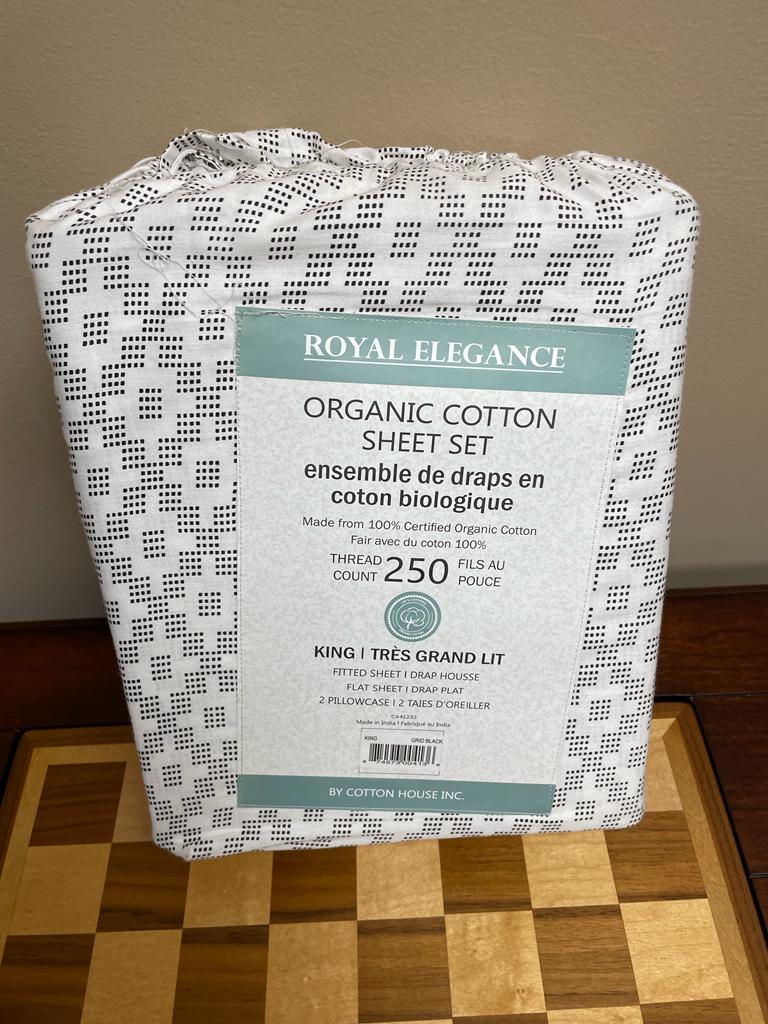 ROYAL ELEGANCE
ORGANIC COTTON
SHEET SET
ensemble de draps en
coton biologique
Made from 100% Certified Organic Cotton
Fair avec du coton 100%
THREAD COUNT 250 FILS AU POUCE
KING | TRÈS GRAND LIT
FITTED SHEET | DRAP HOUSSE
FLAT SHEET | DRAP PLAT
2 PILLOWCASE | 2 TAIES D'OREILLER
CA41233
Made in India | Fabriqué au India
KING GRID BLACK
BY COTTON HOUSE INC.